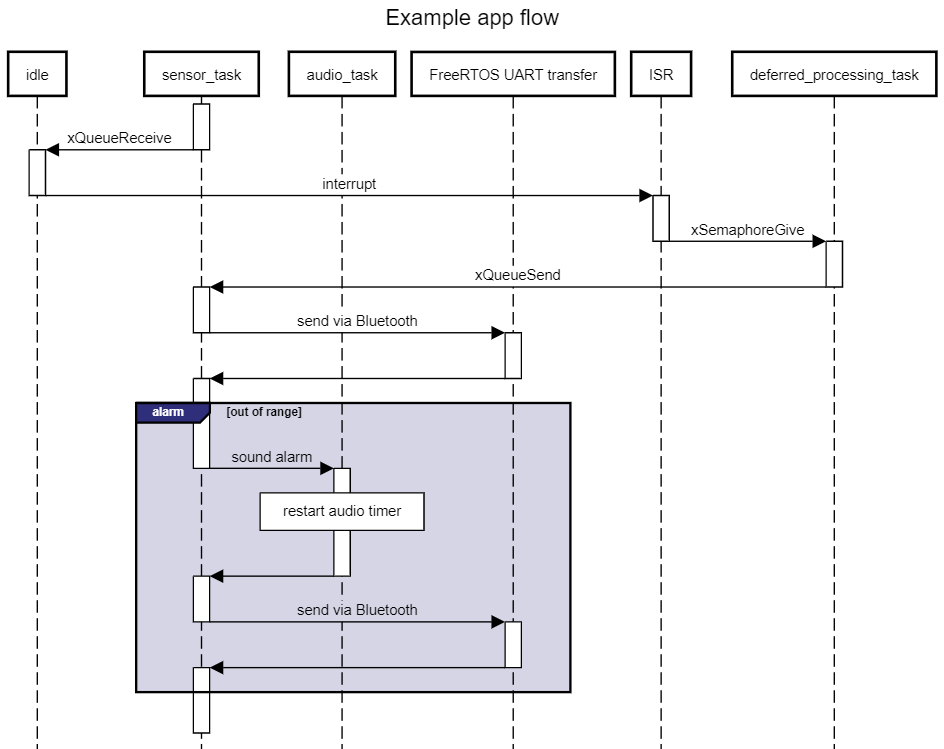 Example app flow
idle
sensor_task
audio_task
FreeRTOS UART transfer
ISR
deferred_processing_task
xQueueReceive
interrupt
xSemaphoreGive
xQueueSend
send via Bluetooth
alarm
[out of range]
sound alarm
restart audio timer
send via Bluetooth